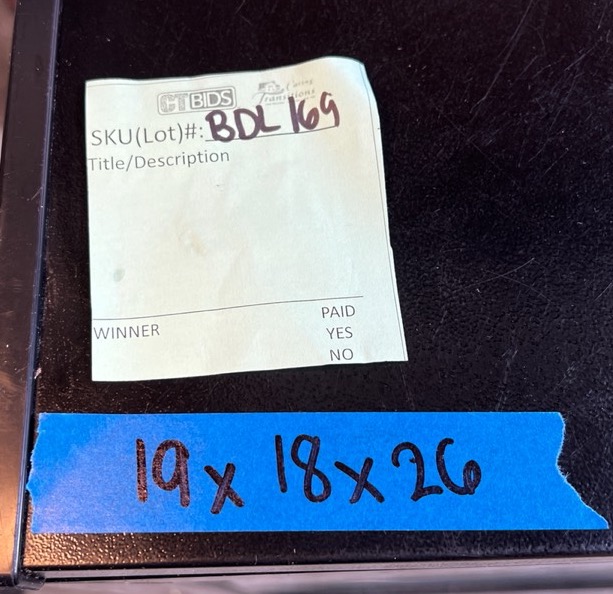 CTBIDS Caring Transitions
SKU(Lot)#: BDL 169
Title/Description
WINNER PAID
YES
NO
19 x 18 x 26